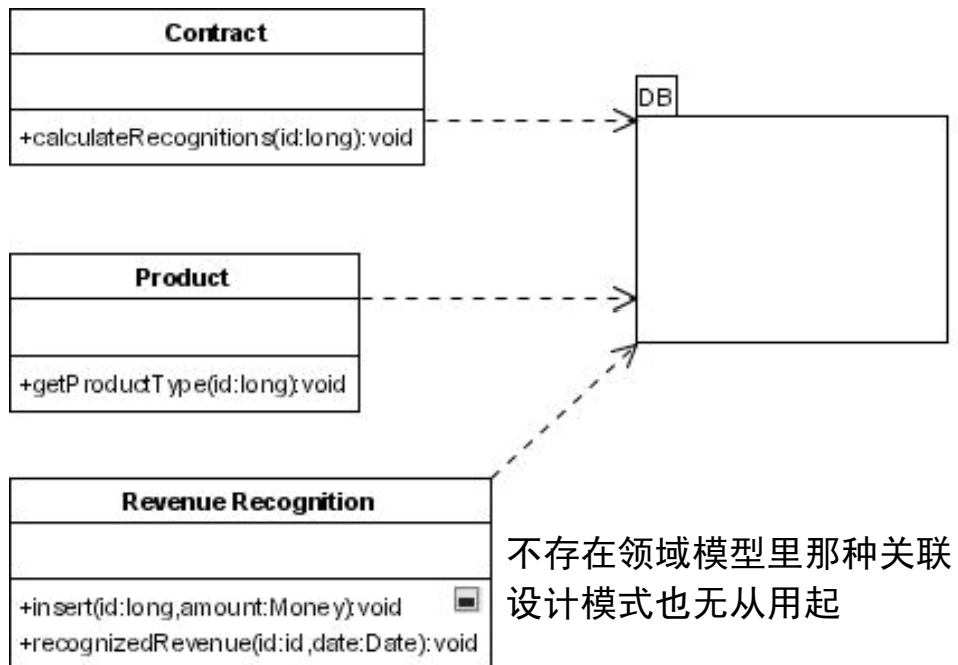 Contract
+calculateRecognitions(id:long):void
DB
Product
+getProductType(id:long):void
Revenue Recognition
+insert(id:long,amount:Money):void
+recognizedRevenue(id:id,date:Date):void
不存在领域模型里那种关联
设计模式也无从用起